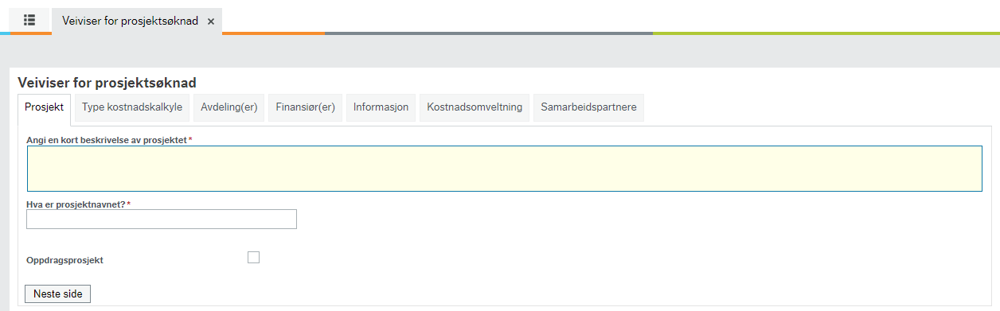 Veiviser for prosjektsøknad ×
Veiviser for prosjektsøknad
Prosjekt Type kostnadskalkyle Avdeling(er) Finansiør(er) Informasjon Kostnadsomveltning Samarbeidspartnere
Angi en kort beskrivelse av prosjektet*
Hva er prosjektnavnet?*
Oppdragsprosjekt
Neste side